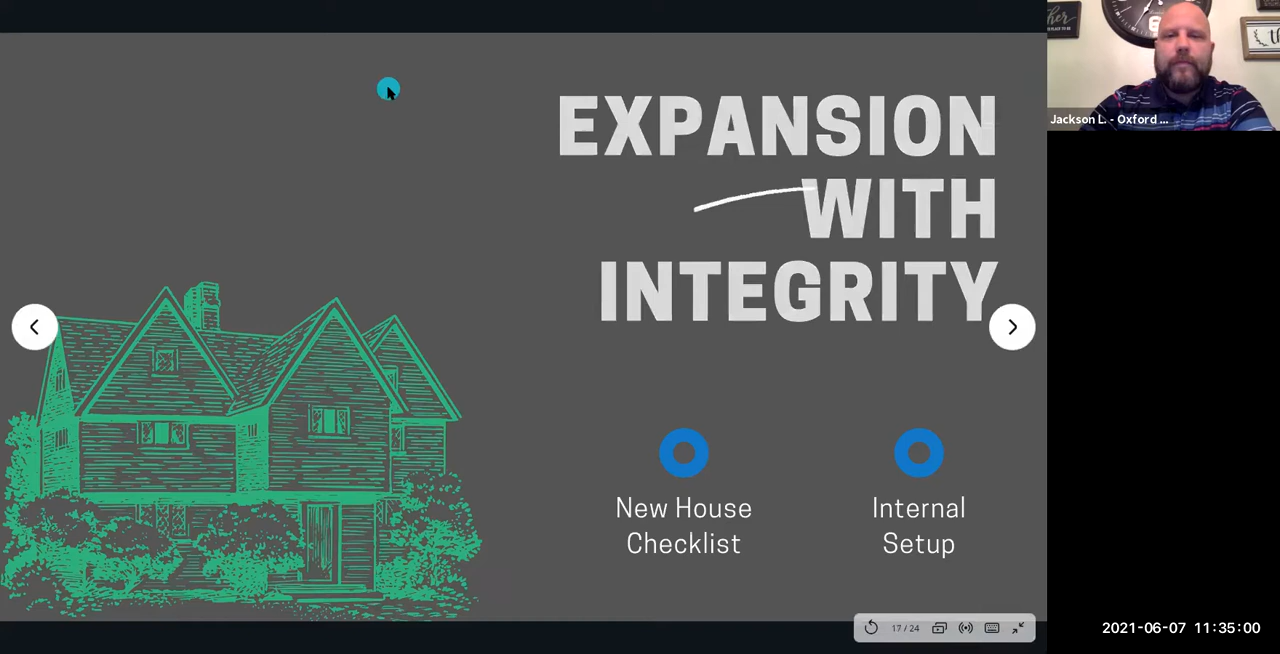 EXPANSION
WITH
INTEGRITY
New House
Checklist
Internal
Setup
17 / 24
Jackson L. - Oxford ...
2021-06-07 11:35:00